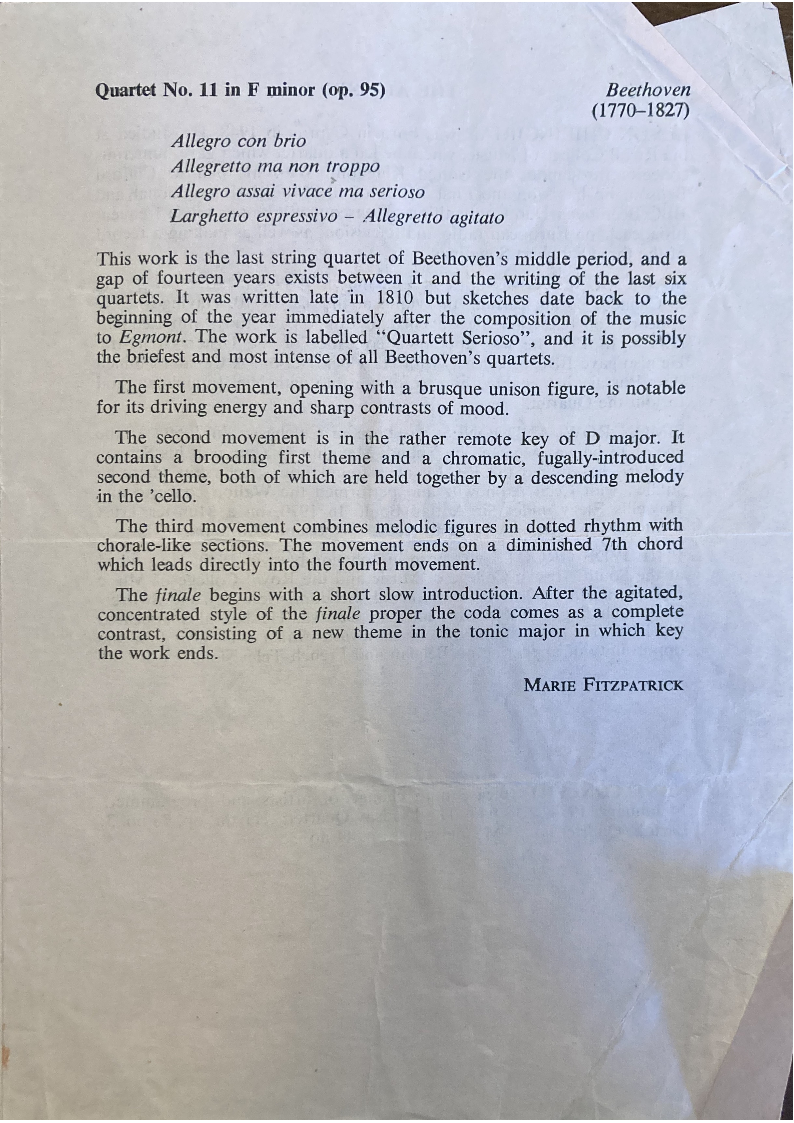 Quartet No. 11 in F minor (op. 95) Beethoven
(1770–1827)
Allegro con brio
Allegretto ma non troppo
Allegro assai vivace ma serioso
Larghetto espressivo – Allegretto agitato
This work is the last string quartet of Beethoven's middle period, and a
gap of fourteen years exists between it and the writing of the last six
quartets. It was written late in 1810 but sketches date back to the
beginning of the year immediately after the composition of the music
to Egmont. The work is labelled “Quartett Serioso”, and it is possibly
the briefest and most intense of all Beethoven's quartets.
The first movement, opening with a brusque unison figure, is notable
for its driving energy and sharp contrasts of mood.
The second movement is in the rather remote key of D major. It
contains a brooding first theme and a chromatic, fugally-introduced
second theme, both of which are held together by a descending melody
in the 'cello.
The third movement combines melodic figures in dotted rhythm with
chorale-like sections. The movement ends on a diminished 7th chord
which leads directly into the fourth movement.
The finale begins with a short slow introduction. After the agitated,
concentrated style of the finale proper the coda comes as a complete
contrast, consisting of a new theme in the tonic major in which key
the work ends.
MARIE FITZPATRICK